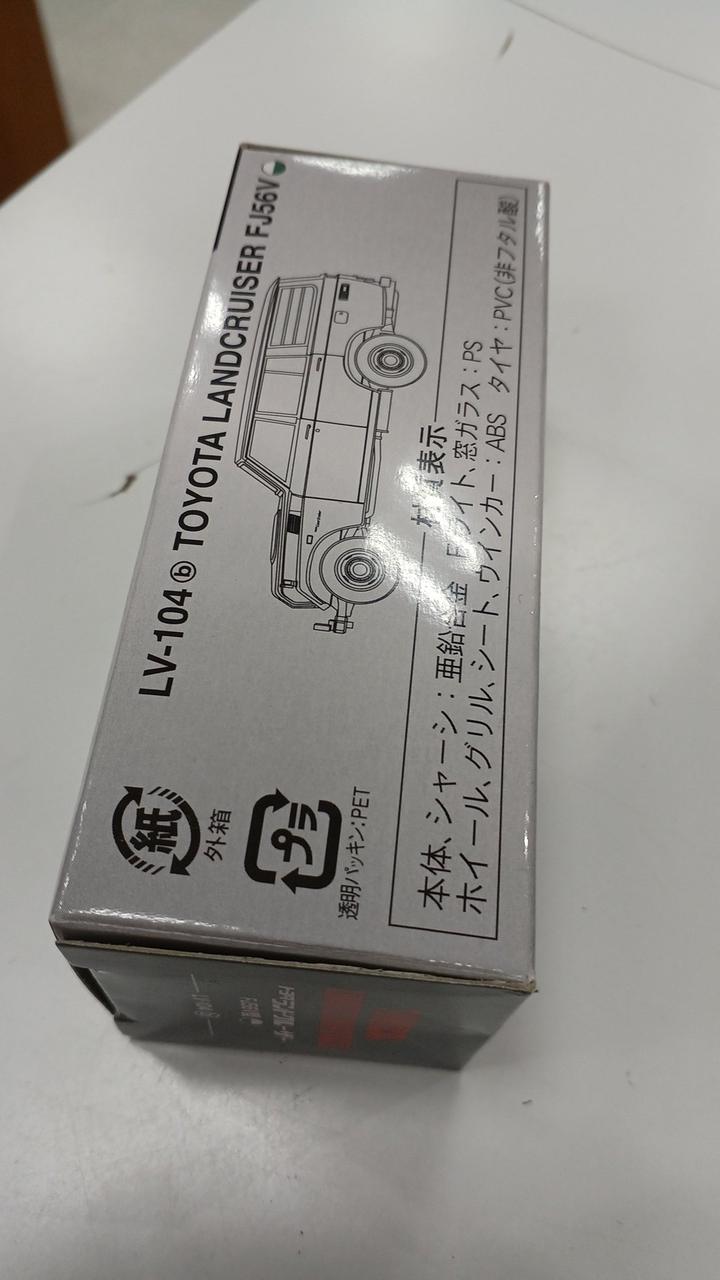 LV-104 ⓑ TOYOTA LANDCRUISER FJ56V
紙
外箱
プラ
透明パッキン:PET
材質表示
本体、シャーシ：亜鉛合金 Fライト、窓ガラス：PS
ホイール、グリル、シート、ウインカー：ABS タイヤ：PVC(非フタル酸)